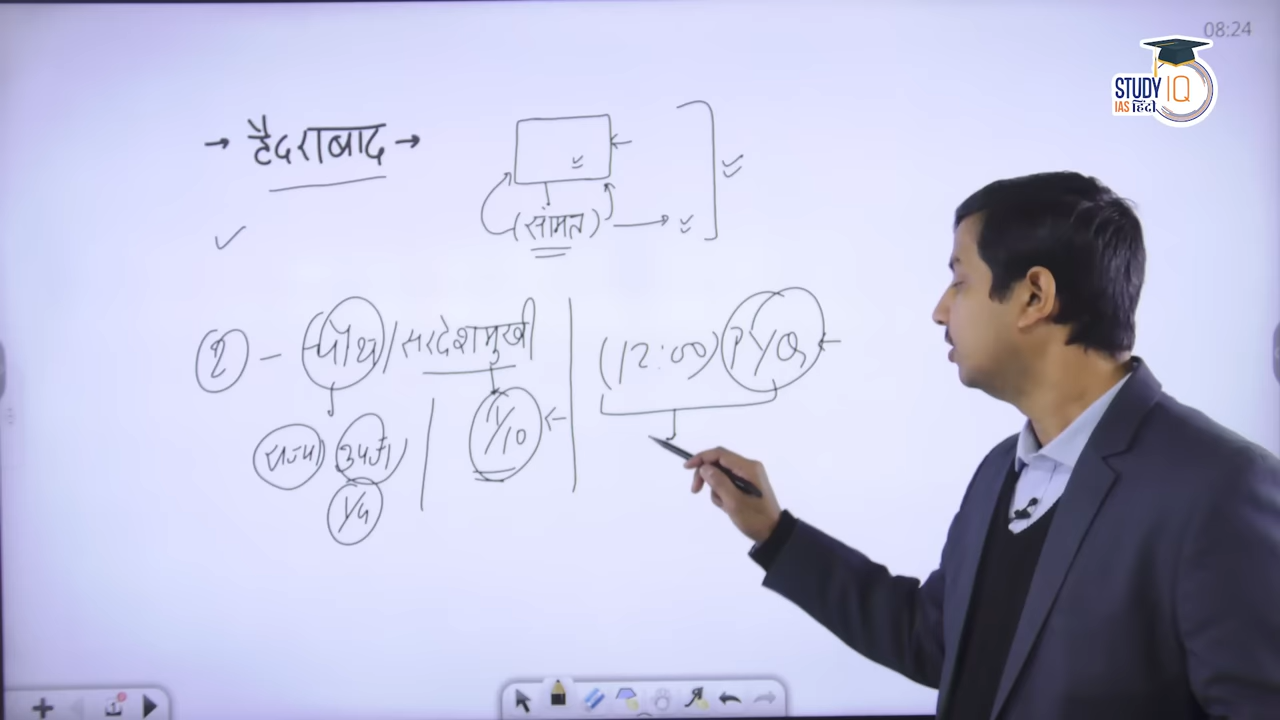 08:24
STUDY IQ
IAS हिंदी
→ हैदराबाद →
(सामंत) →
2 - चौथ / सरदेशमुखी
(12:00) PYQ ←
राज्य उपज 1/10 ←
1/4